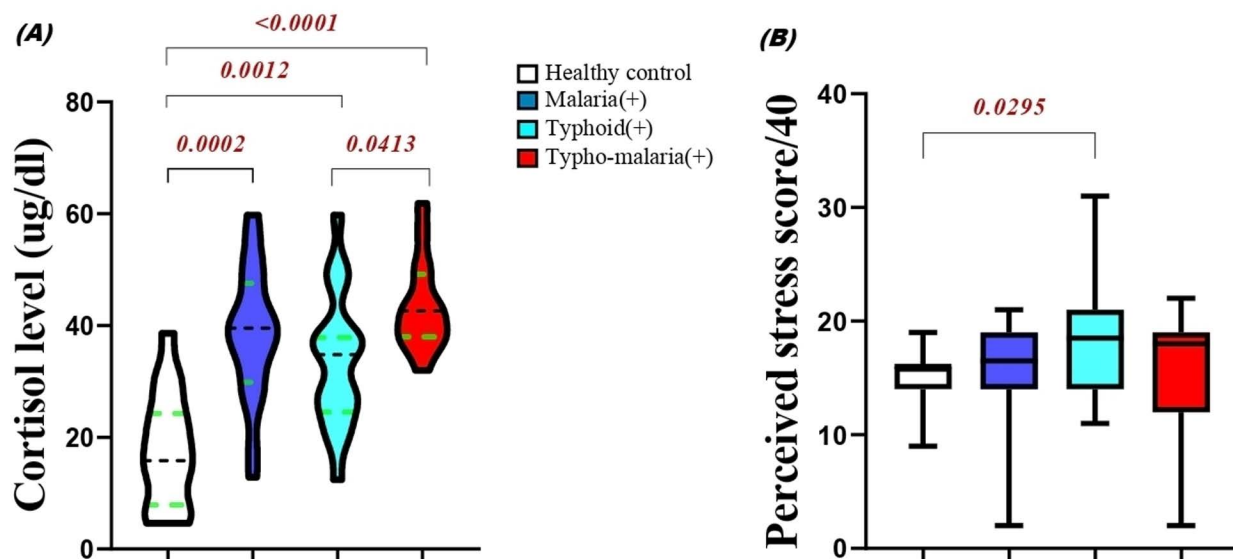 (A)
<0.0001
0.0012
0.0002
0.0413
Cortisol level (ug/dl)
80
60
40
20
0
Healthy control
Malaria(+)
Typhoid(+)
Typho-malaria(+)
(B)
0.0295
Perceived stress score/40
40
30
20
10
0